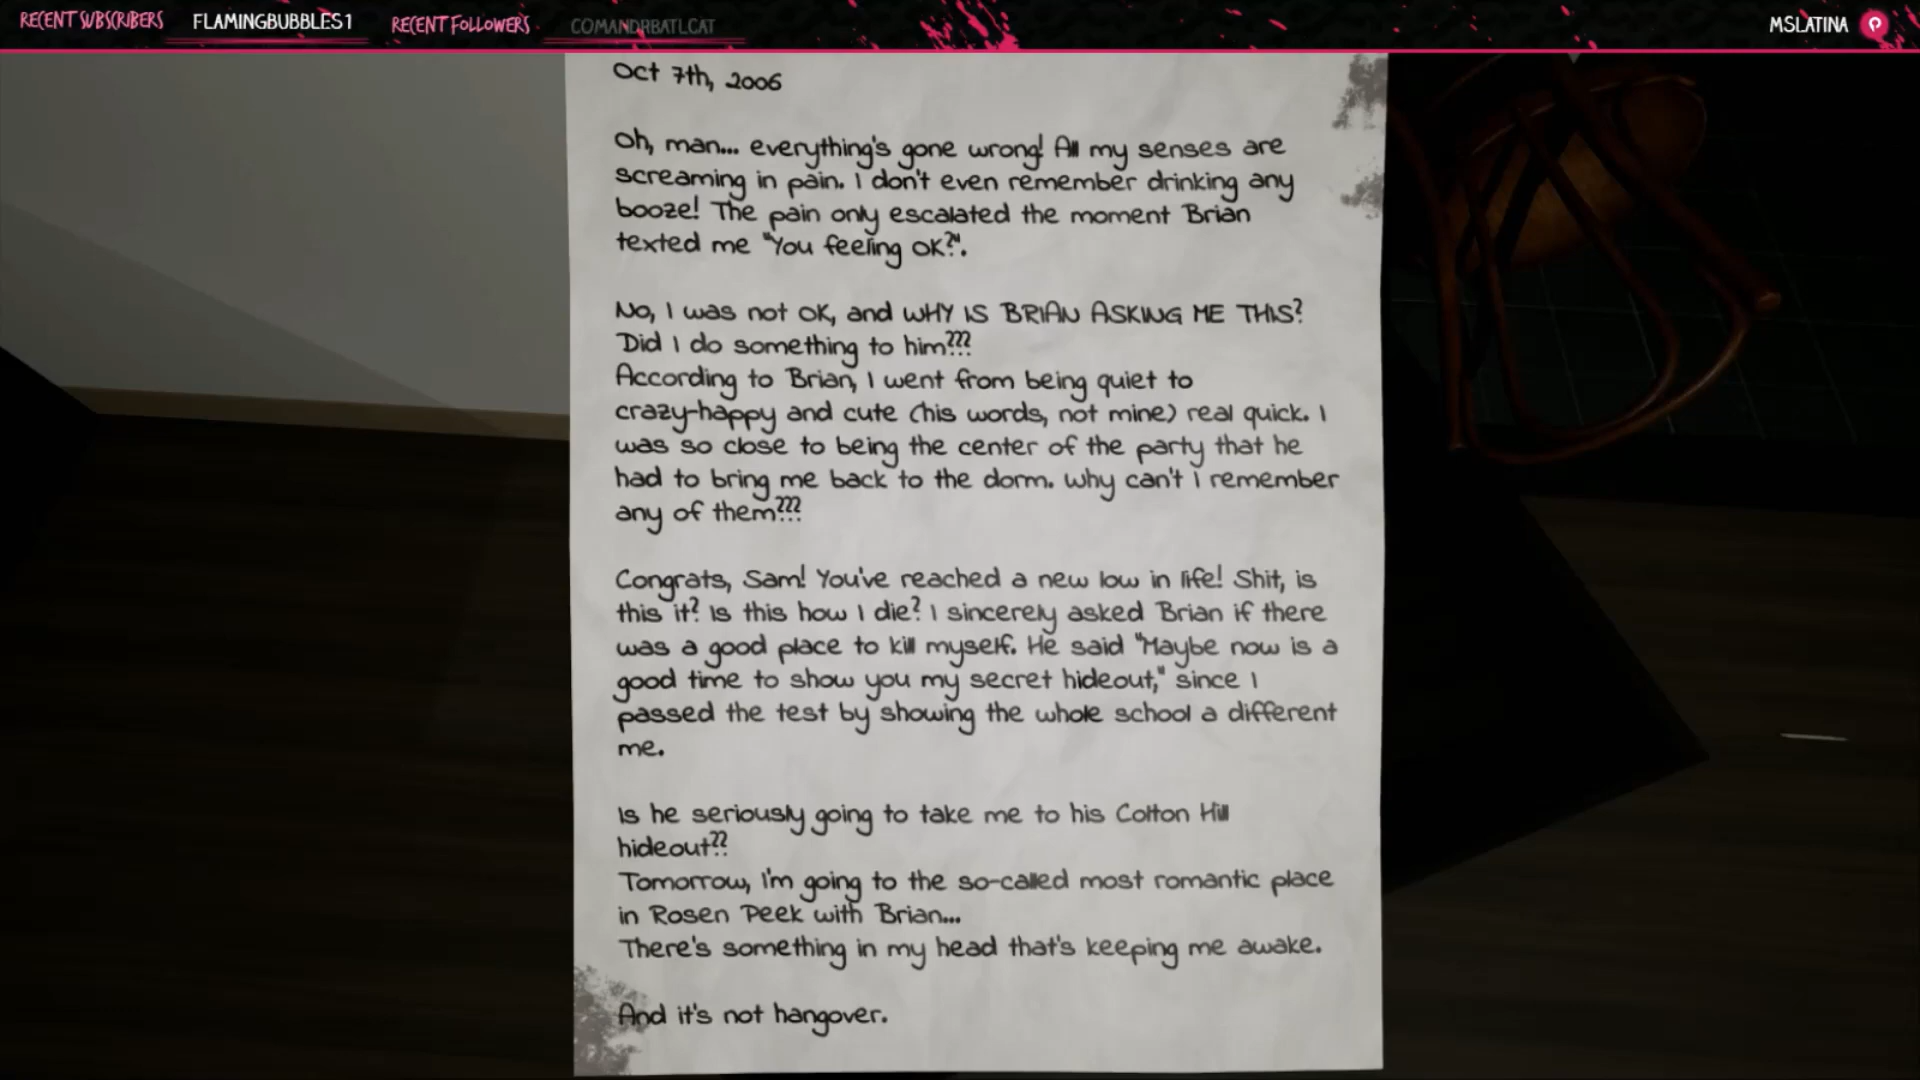 RECENT SUBSCRIBERS FLAMINGBUBBLES1 RECENT FOLLOWERS COMANDRBATLCAT MSLATINA
Oct 7th, 2006
Oh, man... everything's gone wrong! All my senses are
screaming in pain. I don't even remember drinking any
booze! The pain only escalated the moment Brian
texted me "You feeling OK?".
No, I was not OK, and WHY IS BRIAN ASKING ME THIS?
Did I do something to him???
According to Brian, I went from being quiet to
crazy-happy and cute (his words, not mine) real quick. I
was so close to being the center of the party that he
had to bring me back to the dorm. Why can't I remember
any of them???
Congrats, Sam! You've reached a new low in life! Shit, is
this it? Is this how I die? I sincerely asked Brian if there
was a good place to kill myself. He said "Maybe now is a
good time to show you my secret hideout," since I
passed the test by showing the whole school a different
me.
Is he seriously going to take me to his Colton Hill
hideout??
Tomorrow, I'm going to the so-called most romantic place
in Rosen Peek with Brian...
There's something in my head that's keeping me awake.
And it's not hangover.